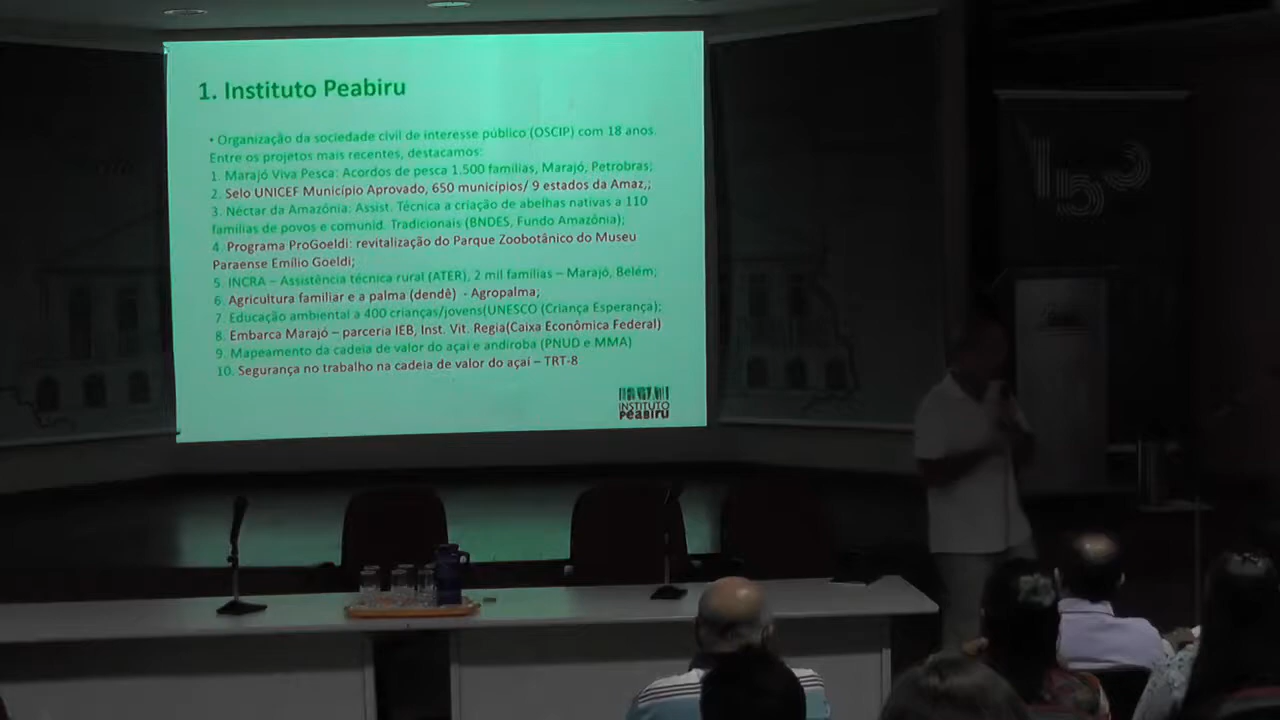 1. Instituto Peabiru
• Organização da sociedade civil de interesse público (OSCIP) com 18 anos.
Entre os projetos mais recentes, destacamos:
1. Marajó Viva Pesca: Acordos de pesca 1.500 famílias, Marajó, Petrobras;
2. Selo UNICEF Município Aprovado, 650 municípios/ 9 estados da Amaz,;
3. Néctar da Amazônia: Assist. Técnica a criação de abelhas nativas a 110
famílias de povos e comunid. Tradicionais (BNDES, Fundo Amazônia);
4. Programa ProGoeldi: revitalização do Parque Zoobotânico do Museu
Paraense Emílio Goeldi;
5. INCRA – Assistência técnica rural (ATER), 2 mil famílias – Marajó, Belém;
6. Agricultura familiar e a palma (dendê) - Agropalma;
7. Educação ambiental a 400 crianças/jovens(UNESCO (Criança Esperança);
8. Embarca Marajó – parceria IEB, Inst. Vit. Regia(Caixa Econômica Federal)
9. Mapeamento da cadeia de valor do açaí e andiroba (PNUD e MMA)
10. Segurança no trabalho na cadeia de valor do açaí – TRT-8
INSTITUTO
Peabiru